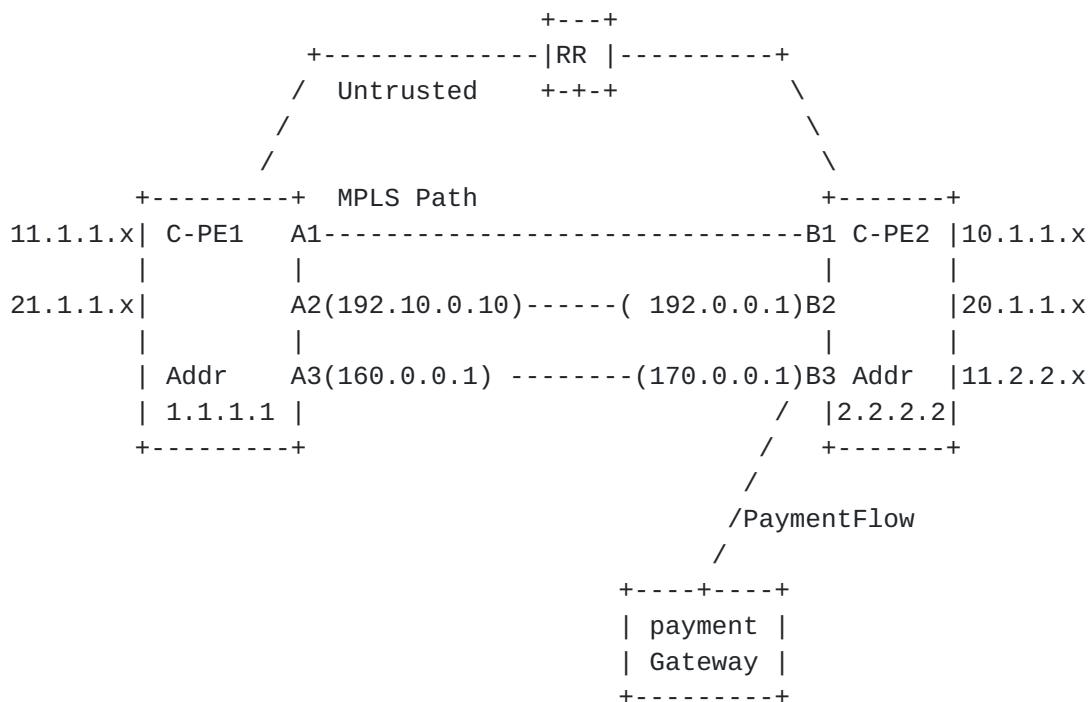 RR
Untrusted
MPLS Path
11.1.1.x C-PE1 A1 B1 C-PE2 10.1.1.x
21.1.1.x A2(192.10.0.10) ( 192.0.0.1)B2 20.1.1.x
Addr A3(160.0.0.1) (170.0.0.1)B3 Addr 11.2.2.x
1.1.1.1 2.2.2.2
PaymentFlow
payment
Gateway